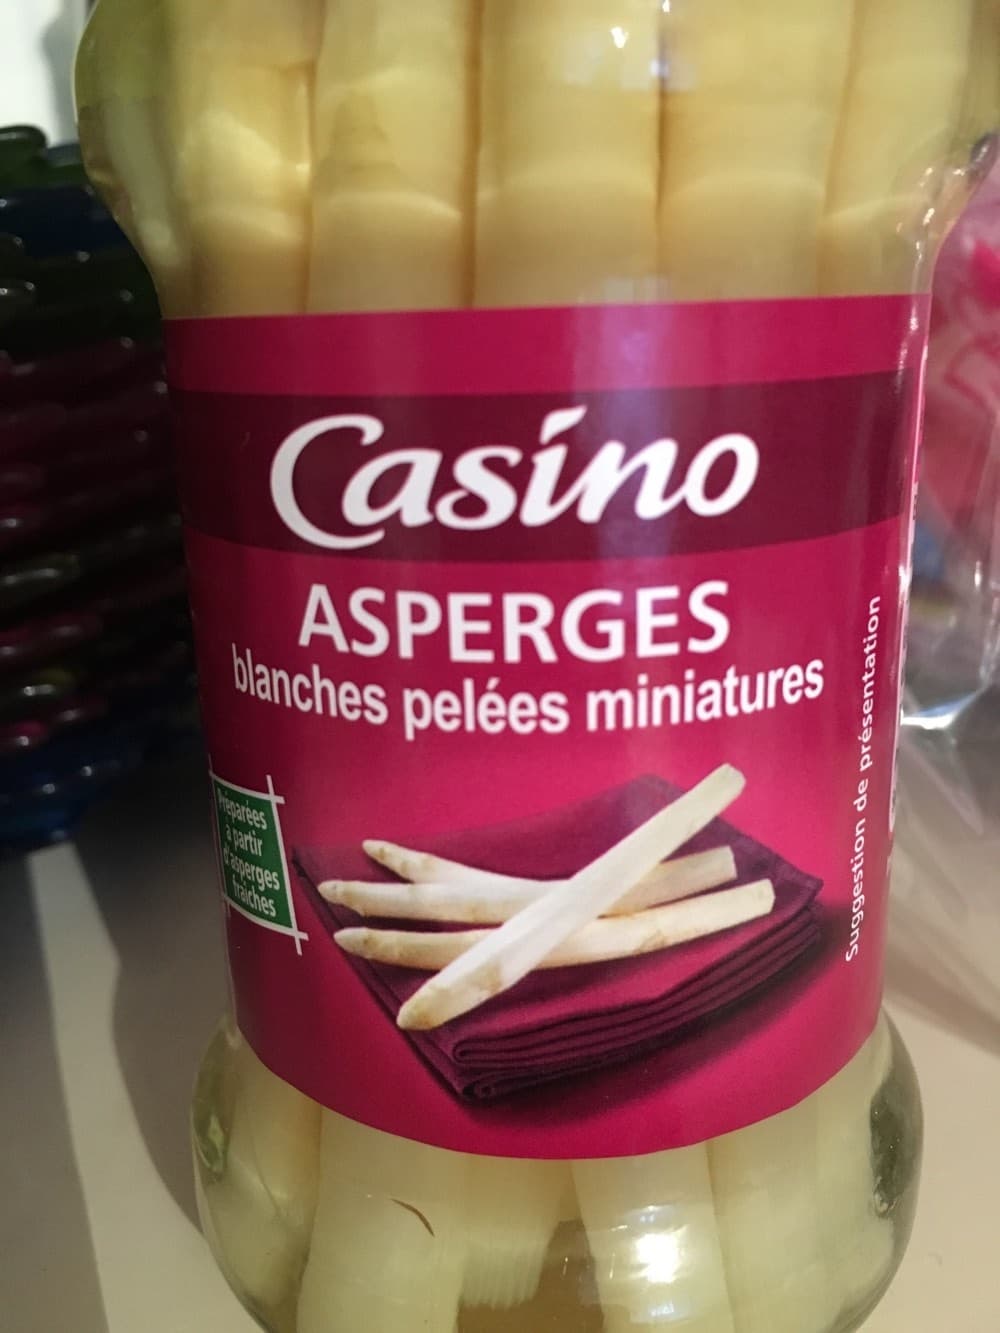 Casino
ASPERGES
blanches pelées miniatures
Préparées
à partir
d'asperges
fraîches
Suggestion de présentation